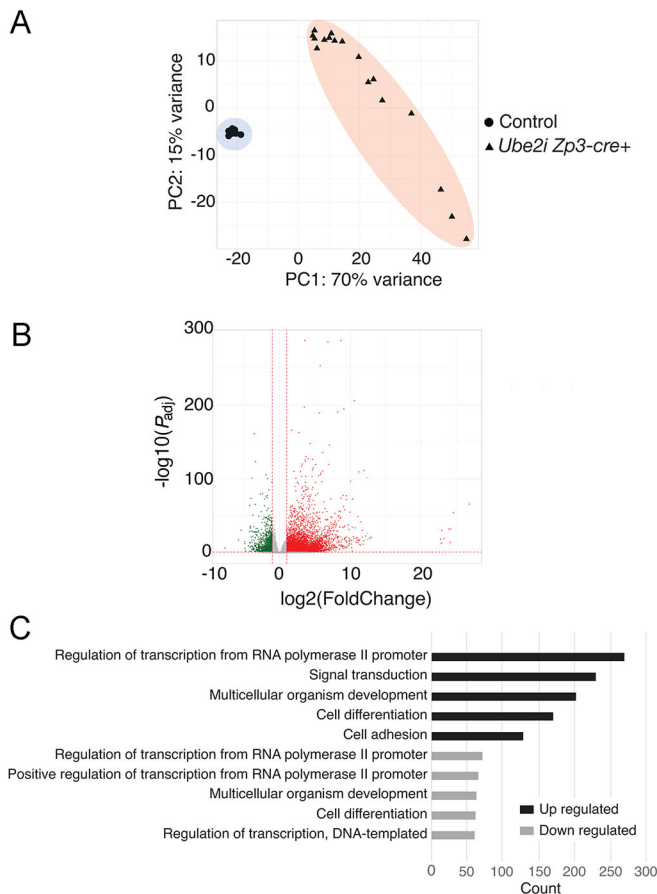 A
10
0
-10
-20
PC2: 15% variance
-20
0
20
40
PC1: 70% variance
Control
Ube2i Zp3-cre+
B
300
200
100
0
-log10(Padj)
-10
0
10
20
log2(FoldChange)
C
Regulation of transcription from RNA polymerase II promoter
Signal transduction
Multicellular organism development
Cell differentiation
Cell adhesion
Regulation of transcription from RNA polymerase II promoter
Positive regulation of transcription from RNA polymerase II promoter
Multicellular organism development
Cell differentiation
Regulation of transcription, DNA-templated
Up regulated
Down regulated
0 50 100 150 200 250 300
Count